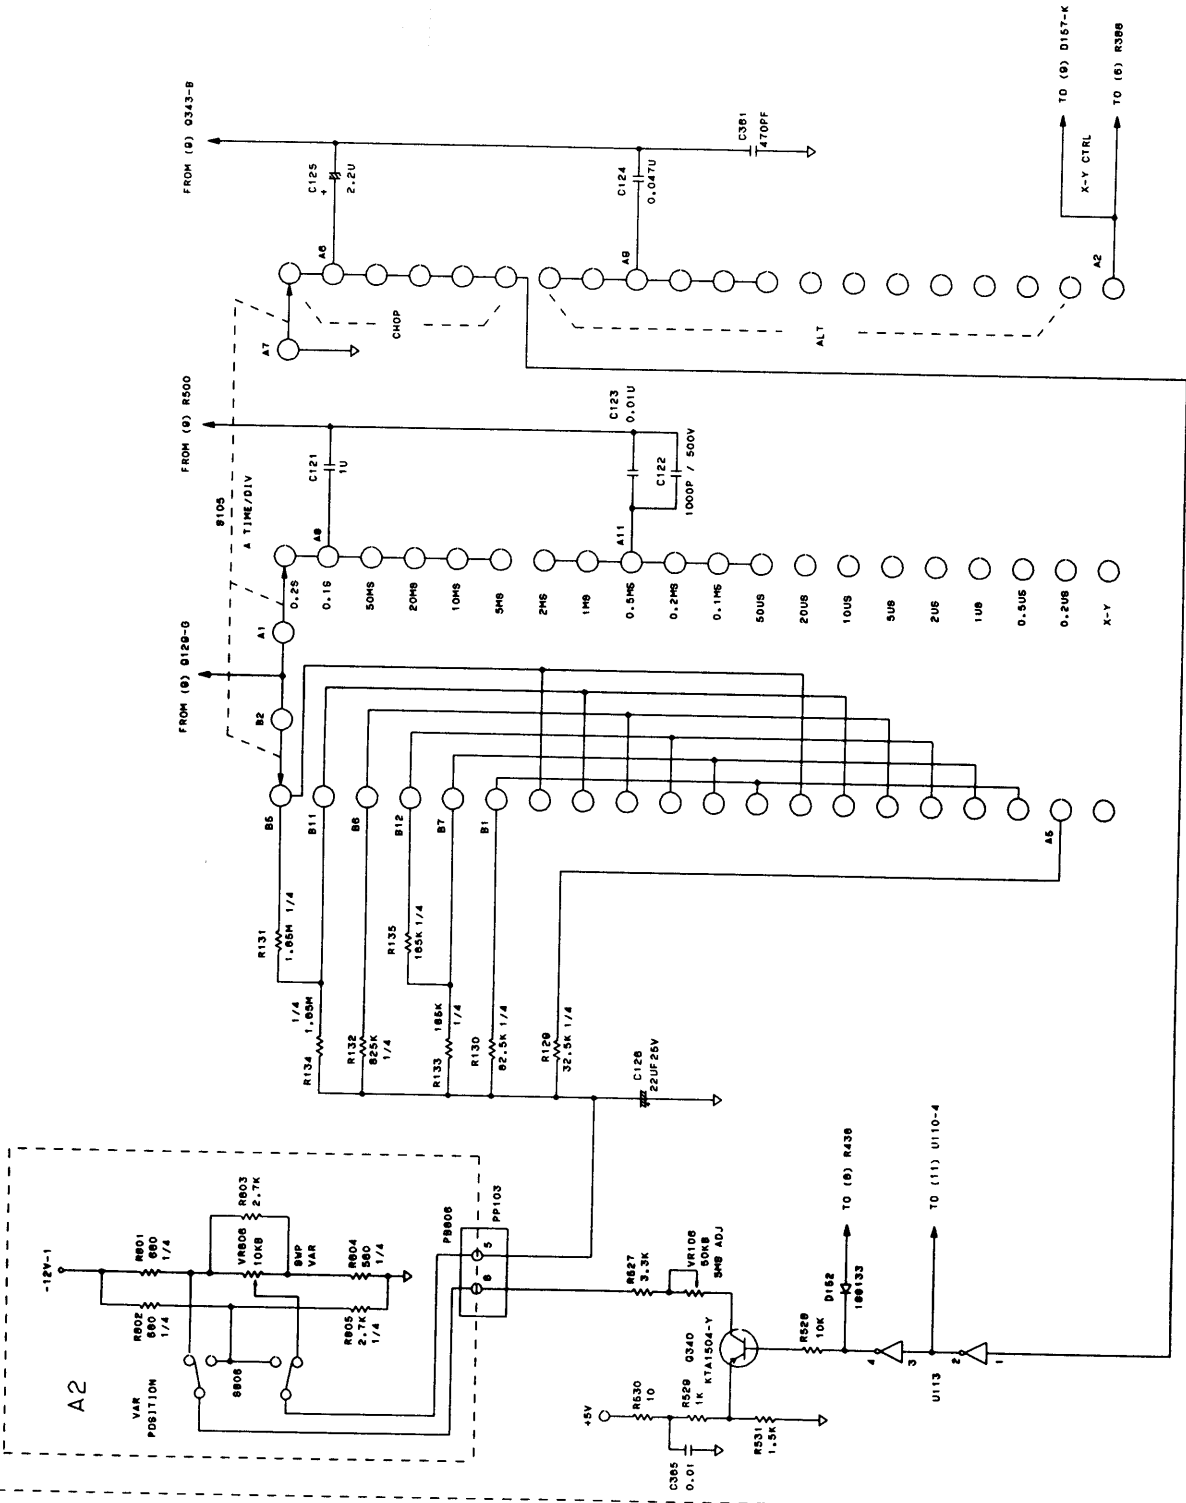 TO (9) D157-K
TO (6) R388
X-Y CTRL
FROM (9) Q343-B
C125
+
2.2U
C124
0.047U
C381
470PF
A6
A9
A2
A7
CHOP
ALT
FROM (9) R500
S105
A TIME/DIV
C121
1U
C123
0.01U
C122
1000P / 500V
A8
A11
0.2S
0.1S
50MS
20MS
10MS
5MS
2MS
1MS
0.5MS
0.2MS
0.1MS
50US
20US
10US
5US
2US
1US
0.5US
0.2US
X-Y
FROM (9) Q129-G
A1
B2
B5
B11
B6
B12
B7
B1
A5
R131
1.65M 1/4
R134
1.65M
1/4
R132
825K
1/4
R135
165K 1/4
R133
165K
1/4
R130
82.5K 1/4
R129
32.5K 1/4
C126
22UF25V
A2
VAR
POSITION
-12V-1
R801
680
1/4
R802
680
1/4
R803
2.7K
VR806
10KB
SWP
VAR
R804
560
1/4
R805
2.7K
1/4
S806
PB806
PP103
5
6
R527
3.3K
VR106
50KB
5MS ADJ
Q340
KTA1504-Y
+5V
R530
10
R529
1K
R531
1.5K
C365
0.01
R528
10K
D152
1SS133
TO (8) R436
TO (11) U110-4
U113
4
3
2
1